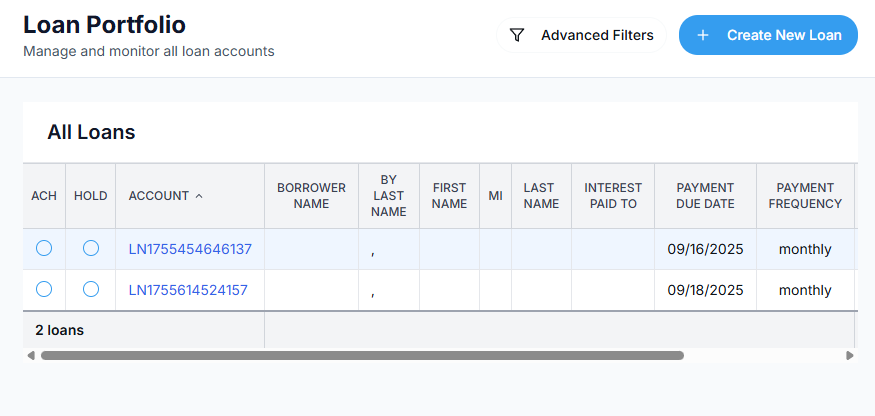 Loan Portfolio
Manage and monitor all loan accounts
Advanced Filters
+ Create New Loan
All Loans
ACH HOLD ACCOUNT BORROWER NAME BY LAST NAME FIRST NAME MI LAST NAME INTEREST PAID TO PAYMENT DUE DATE PAYMENT FREQUENCY
LN1755454646137 , 09/16/2025 monthly
LN1755614524157 , 09/18/2025 monthly
2 loans